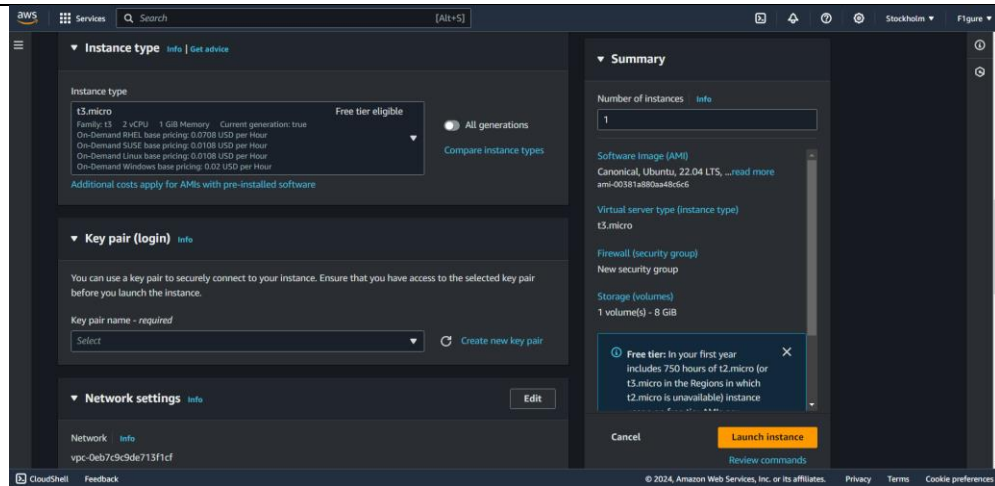 aws
Services
Search
[Alt+S]
Stockholm
F1gure
Instance type Info | Get advice
Instance type
t3.micro
Free tier eligible
Family: t3 2 vCPU 1 GiB Memory Current generation: true
On-Demand RHEL base pricing: 0.0708 USD per Hour
On-Demand SUSE base pricing: 0.0108 USD per Hour
On-Demand Linux base pricing: 0.0108 USD per Hour
On-Demand Windows base pricing: 0.02 USD per Hour
All generations
Compare instance types
Additional costs apply for AMIs with pre-installed software
Key pair (login) Info
You can use a key pair to securely connect to your instance. Ensure that you have access to the selected key pair
before you launch the instance.
Key pair name - required
Select
Create new key pair
Network settings Info
Edit
Network Info
vpc-0eb7c9c9de713f1cf
Summary
Number of instances Info
1
Software Image (AMI)
Canonical, Ubuntu, 22.04 LTS, ...read more
ami-00381a880aa48c6c6
Virtual server type (instance type)
t3.micro
Firewall (security group)
New security group
Storage (volumes)
1 volume(s) - 8 GiB
Free tier: In your first year
includes 750 hours of t2.micro (or
t3.micro in the Regions in which
t2.micro is unavailable) instance
Cancel
Launch instance
Review commands
CloudShell
Feedback
© 2024, Amazon Web Services, Inc. or its affiliates.
Privacy
Terms
Cookie preferences